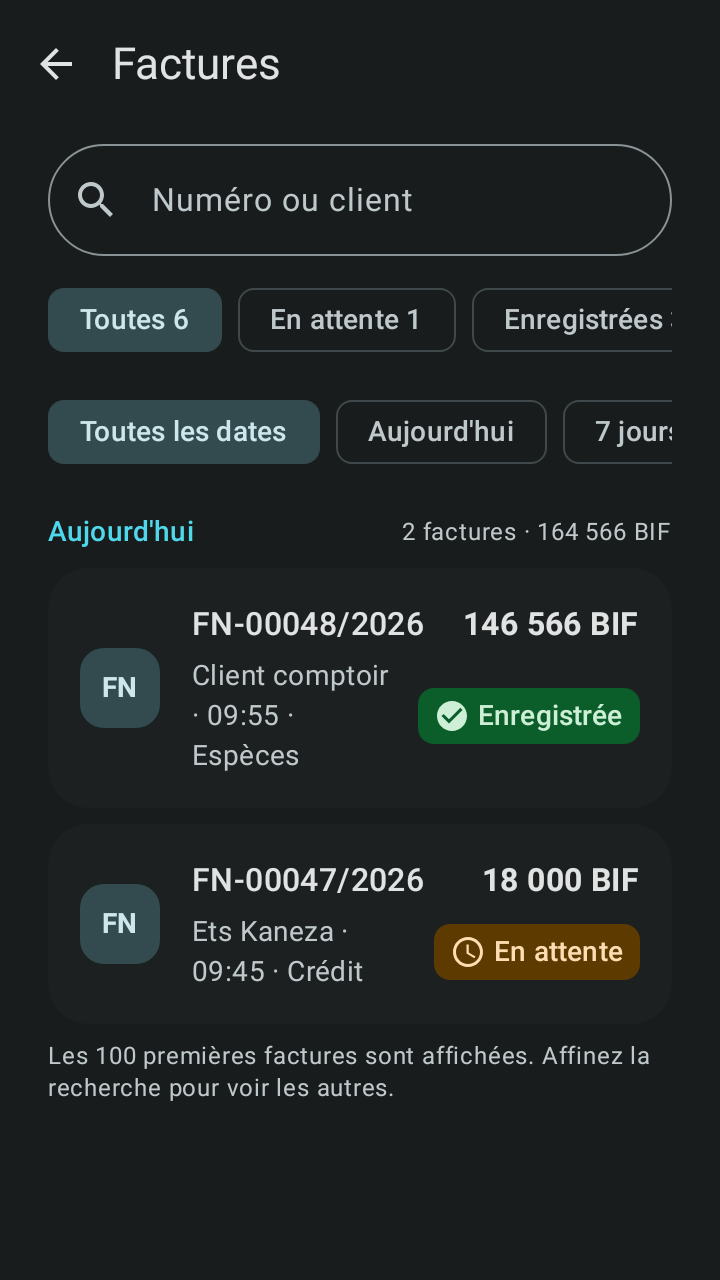 Factures
Numéro ou client
Toutes 6
En attente 1
Enregistrées
Toutes les dates
Aujourd'hui
7 jours
Aujourd'hui
2 factures · 164 566 BIF
FN
FN-00048/2026
146 566 BIF
Client comptoir
· 09:55 ·
Espèces
Enregistrée
FN
FN-00047/2026
18 000 BIF
Ets Kaneza ·
09:45 · Crédit
En attente
Les 100 premières factures sont affichées. Affinez la
recherche pour voir les autres.